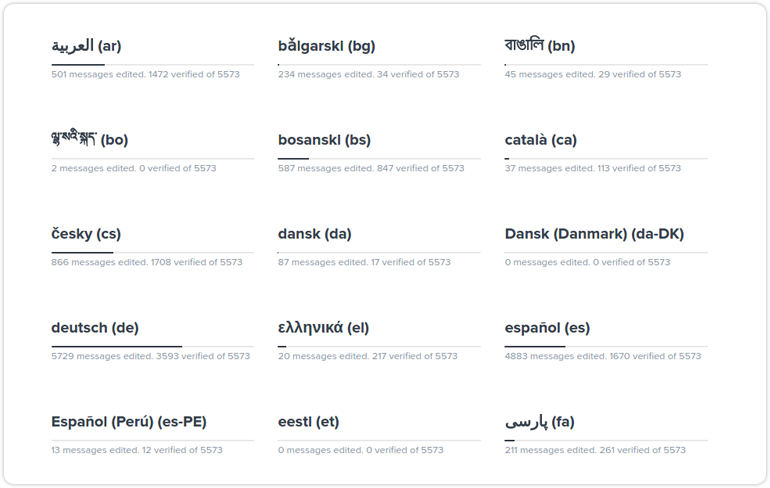 العربية (ar)
501 messages edited. 1472 verified of 5573
bǎlgarskI (bg)
234 messages edited. 34 verified of 5573
বাঙালি (bn)
45 messages edited. 29 verified of 5573
ལྷ་སའི་སྐད་ (bo)
2 messages edited. 0 verified of 5573
bosanskI (bs)
587 messages edited. 847 verified of 5573
català (ca)
37 messages edited. 113 verified of 5573
česky (cs)
866 messages edited. 1708 verified of 5573
dansk (da)
87 messages edited. 17 verified of 5573
Dansk (Danmark) (da-DK)
0 messages edited. 0 verified of 5573
deutsch (de)
5729 messages edited. 3593 verified of 5573
ελληνικά (el)
20 messages edited. 217 verified of 5573
español (es)
4883 messages edited. 1670 verified of 5573
Español (Perú) (es-PE)
13 messages edited. 12 verified of 5573
eestI (et)
0 messages edited. 0 verified of 5573
پارسی (fa)
211 messages edited. 261 verified of 5573